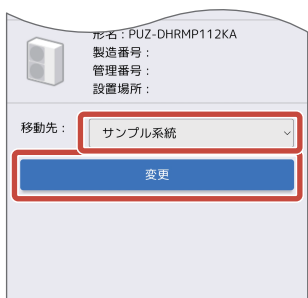 形名 : PUZ-DHRMP112KA
製造番号 :
管理番号 :
設置場所 :
移動先 :
サンプル系統
変更